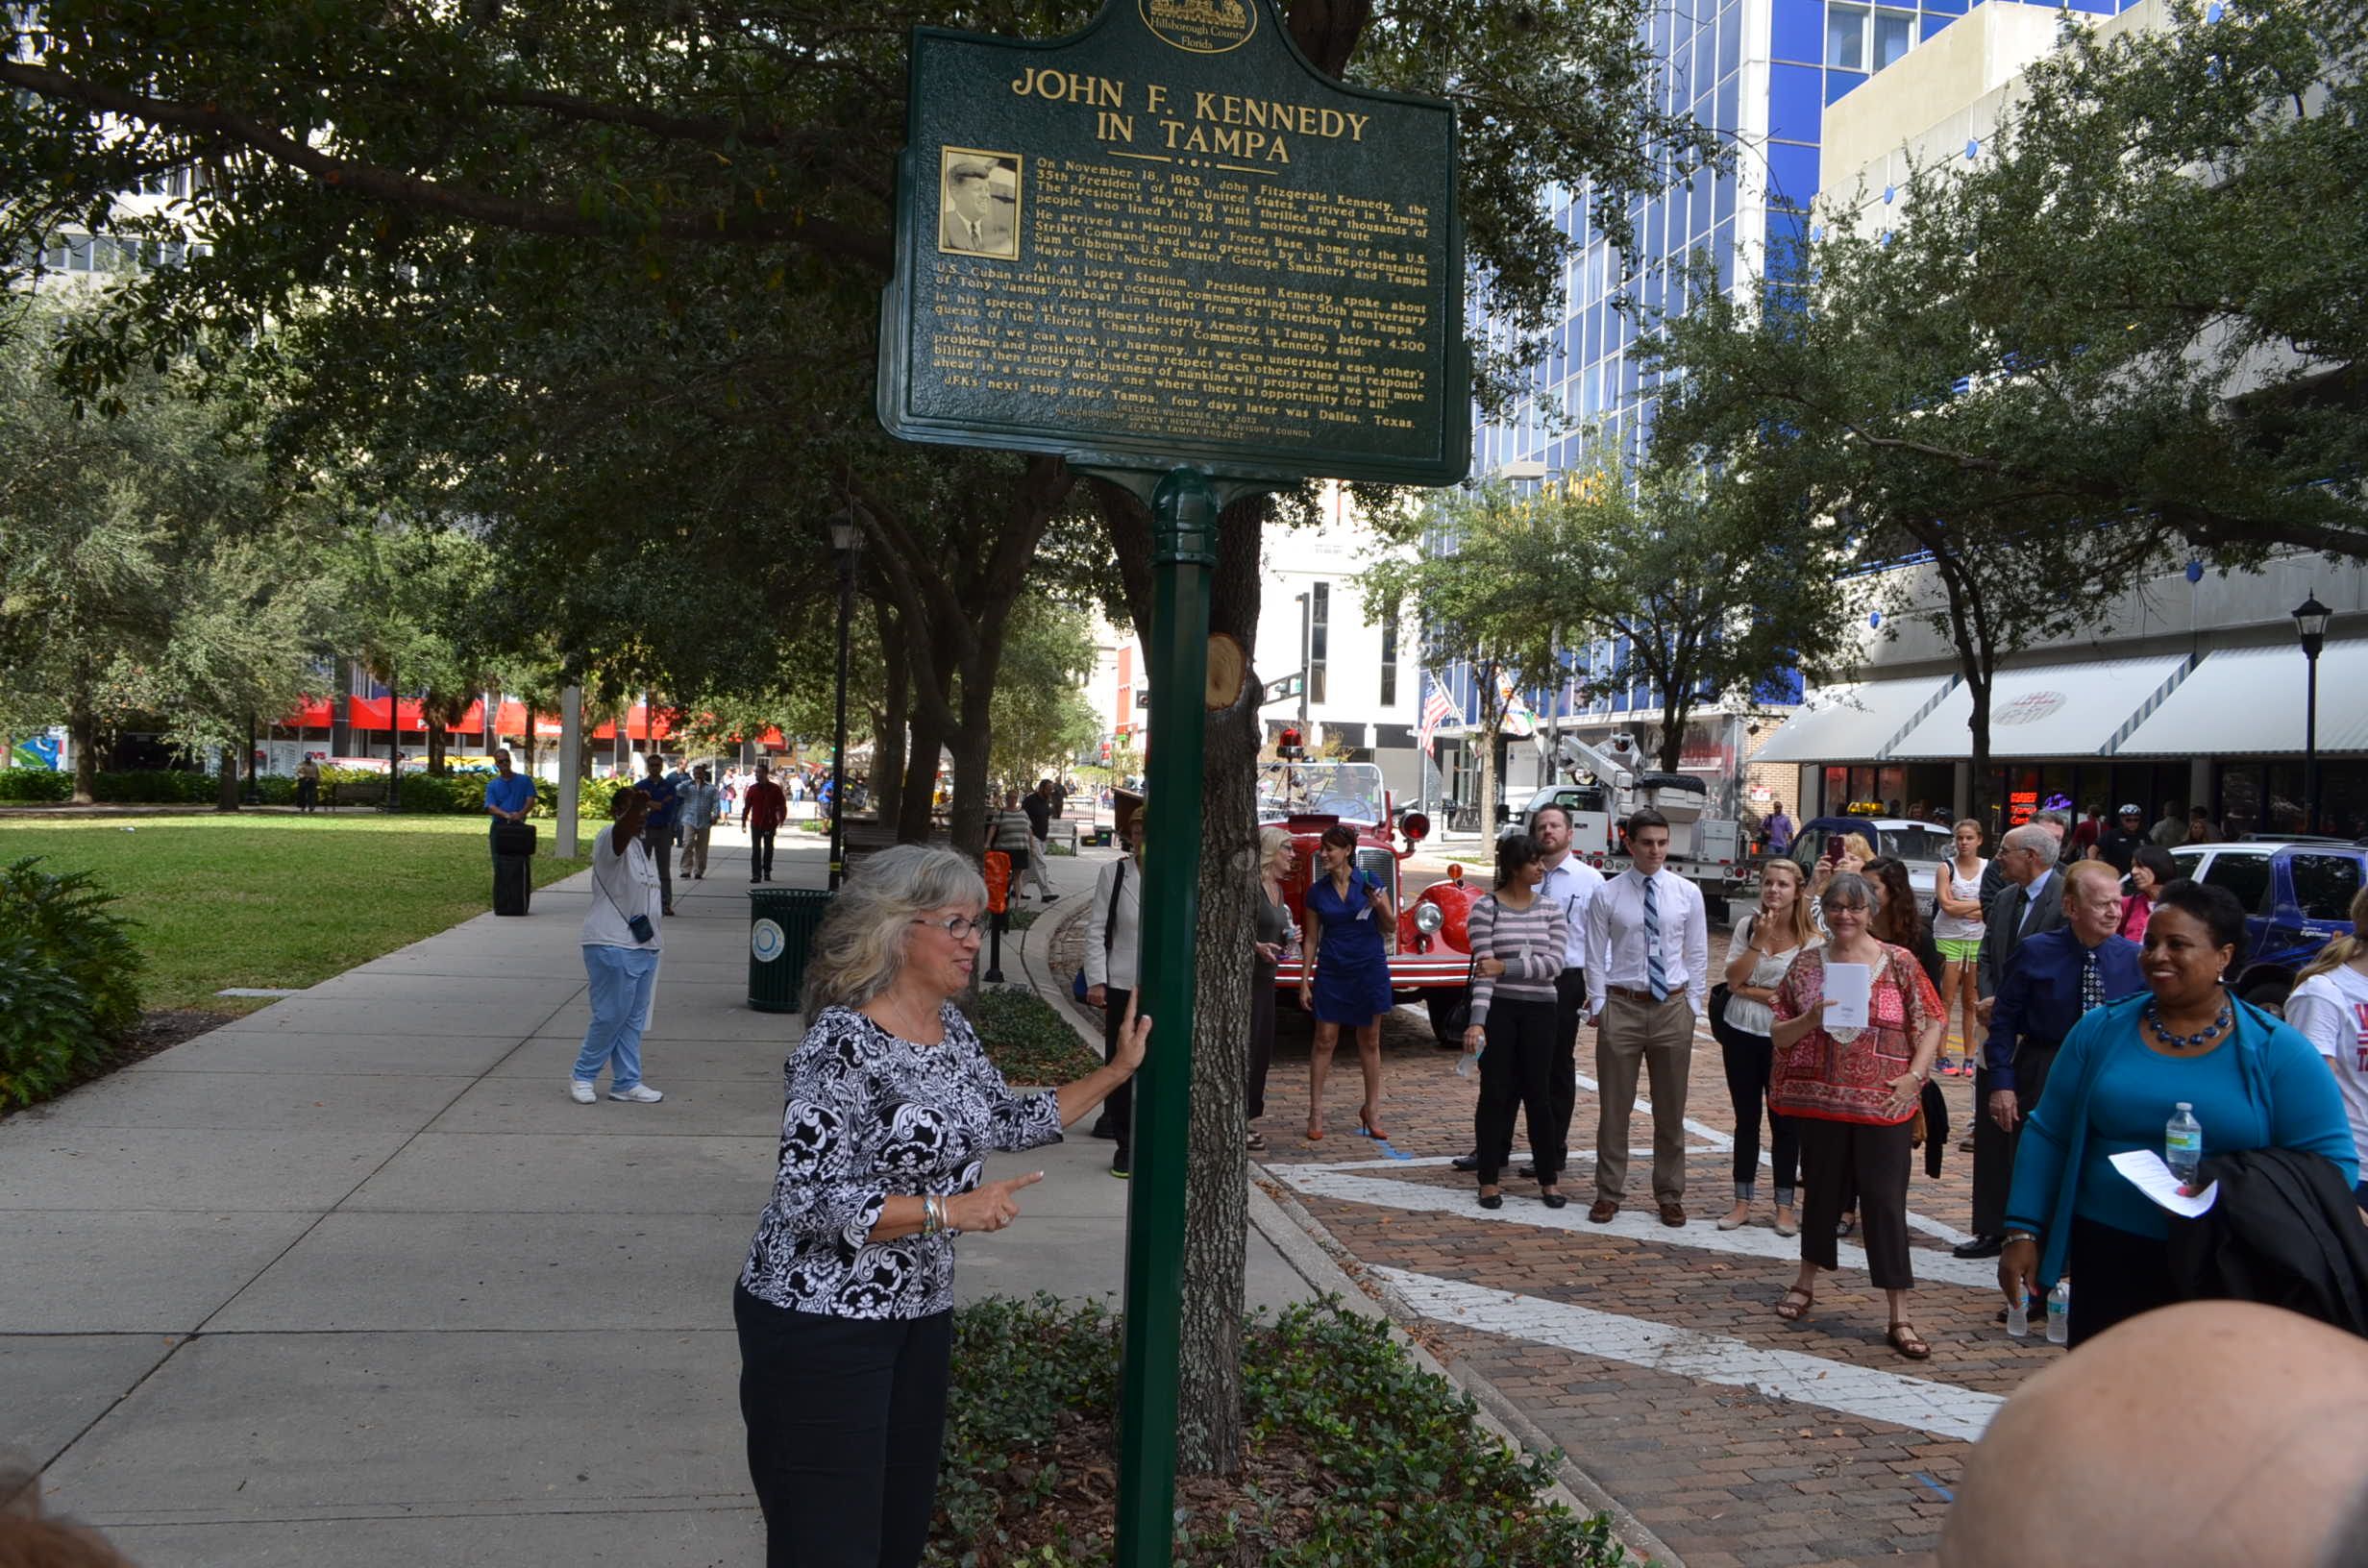 Hillsborough County
Florida
JOHN F. KENNEDY
IN TAMPA
On November 18, 1963, John Fitzgerald Kennedy, the
35th President of the United States, arrived in Tampa.
The President's day-long visit thrilled the thousands of
people who lined his 28 mile motorcade route.
He arrived at MacDill Air Force Base, home of the U.S.
Strike Command, and was greeted by U.S. Representative
Sam Gibbons, U.S. Senator George Smathers and Tampa
Mayor Nick Nuccio.
At Al Lopez Stadium, President Kennedy spoke about
U.S. Cuban relations at an occasion commemorating the 50th anniversary
of Tony Jannus' Airboat Line flight from St. Petersburg to Tampa.
In his speech at Fort Homer Hesterly Armory in Tampa, before 4,500
guests of the Florida Chamber of Commerce, Kennedy said:
"And, if we can work in harmony, if we can understand each other's
problems and position, if we can respect each other's roles and responsi-
bilities, then surley the business of mankind will prosper and we will move
ahead in a secure world, one where there is opportunity for all."
JFK's next stop after Tampa, four days later was Dallas, Texas.
ERECTED NOVEMBER 2013
HILLSBOROUGH COUNTY HISTORICAL ADVISORY COUNCIL
JFK IN TAMPA PROJECT